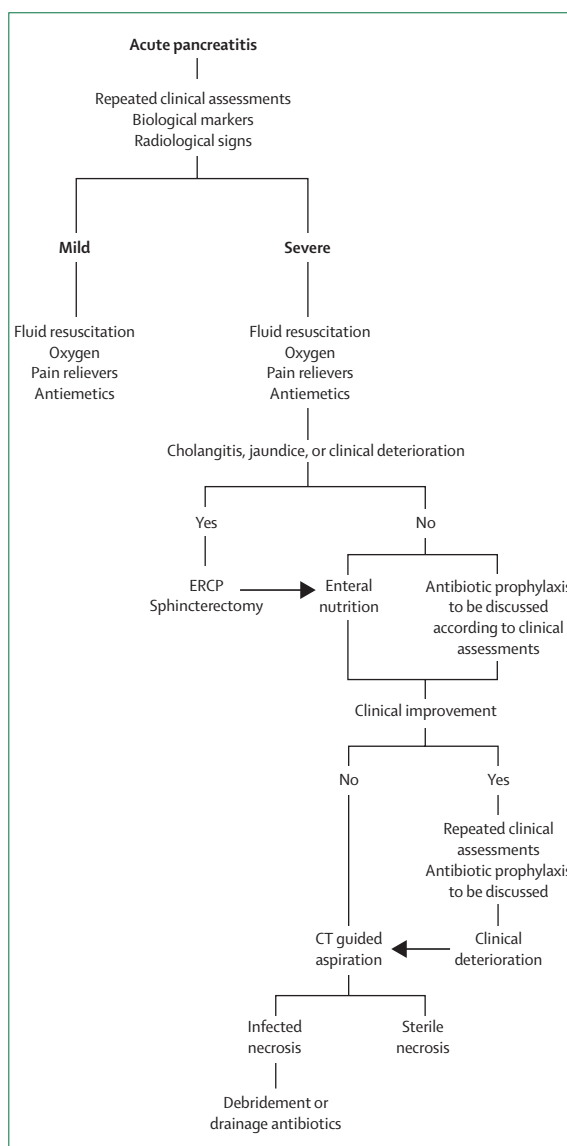 Acute pancreatitis
Repeated clinical assessments
Biological markers
Radiological signs
Mild
Severe
Fluid resuscitation
Oxygen
Pain relievers
Antiemetics
Fluid resuscitation
Oxygen
Pain relievers
Antiemetics
Cholangitis, jaundice, or clinical deterioration
Yes
No
ERCP
Sphincterectomy
Enteral
nutrition
Antibiotic prophylaxis
to be discussed
according to clinical
assessments
Clinical improvement
No
Yes
Repeated clinical
assessments
Antibiotic prophylaxis
to be discussed
CT guided
aspiration
Clinical
deterioration
Infected
necrosis
Sterile
necrosis
Debridement or
drainage antibiotics